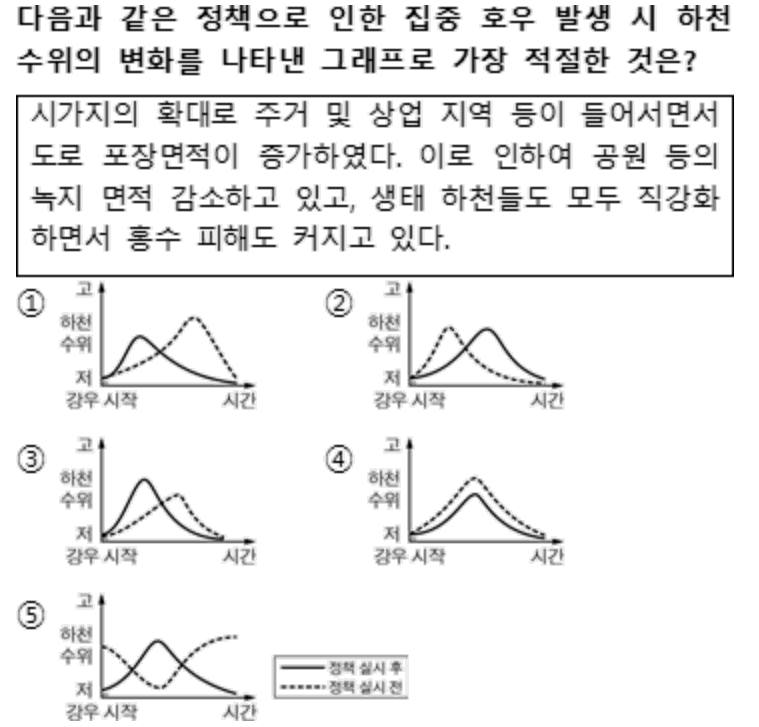 다음과 같은 정책으로 인한 집중 호우 발생 시 하천
수위의 변화를 나타낸 그래프로 가장 적절한 것은?
시가지의 확대로 주거 및 상업 지역 등이 들어서면서
도로 포장면적이 증가하였다. 이로 인하여 공원 등의
녹지 면적 감소하고 있고, 생태 하천들도 모두 직강화
하면서 홍수 피해도 커지고 있다.
① 고
하천
수위
저
강우 시작 시간
② 고
하천
수위
저
강우 시작 시간
③ 고
하천
수위
저
강우 시작 시간
④ 고
하천
수위
저
강우 시작 시간
⑤ 고
하천
수위
저
강우 시작 시간
정책 실시 후
정책 실시 전